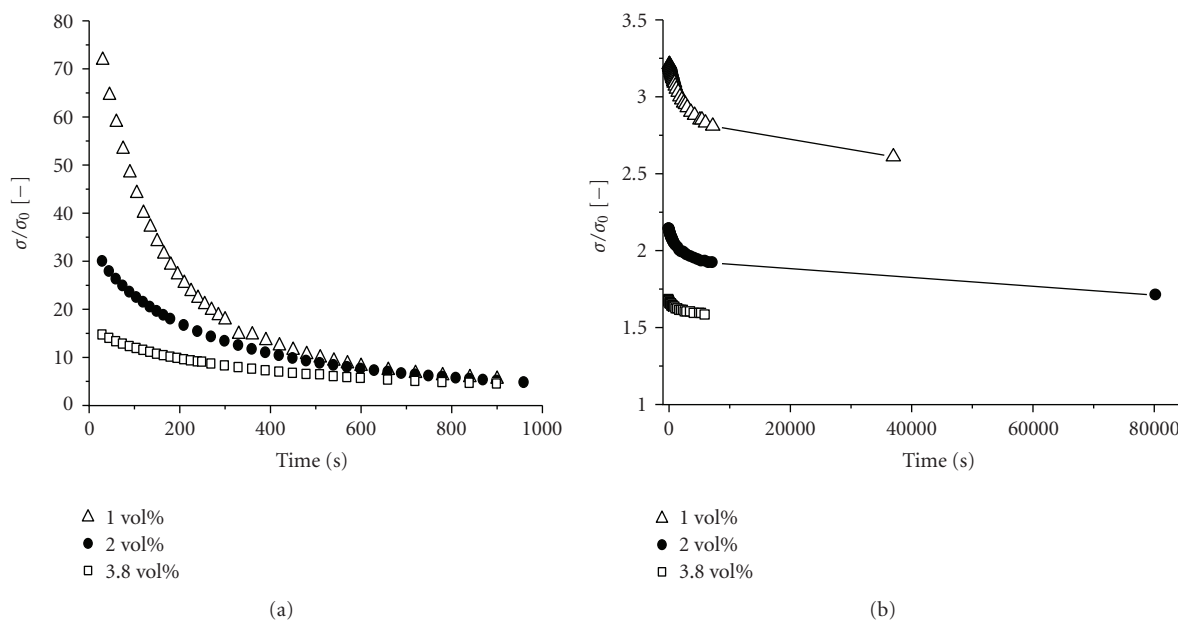 80
70
60
50
40
30
20
10
0
σ/σ₀ [−]
0 200 400 600 800 1000
Time (s)
△ 1 vol%
● 2 vol%
□ 3.8 vol%
(a)
3.5
3
2.5
2
1.5
1
σ/σ₀ [−]
0 20000 40000 60000 80000
Time (s)
△ 1 vol%
● 2 vol%
□ 3.8 vol%
(b)